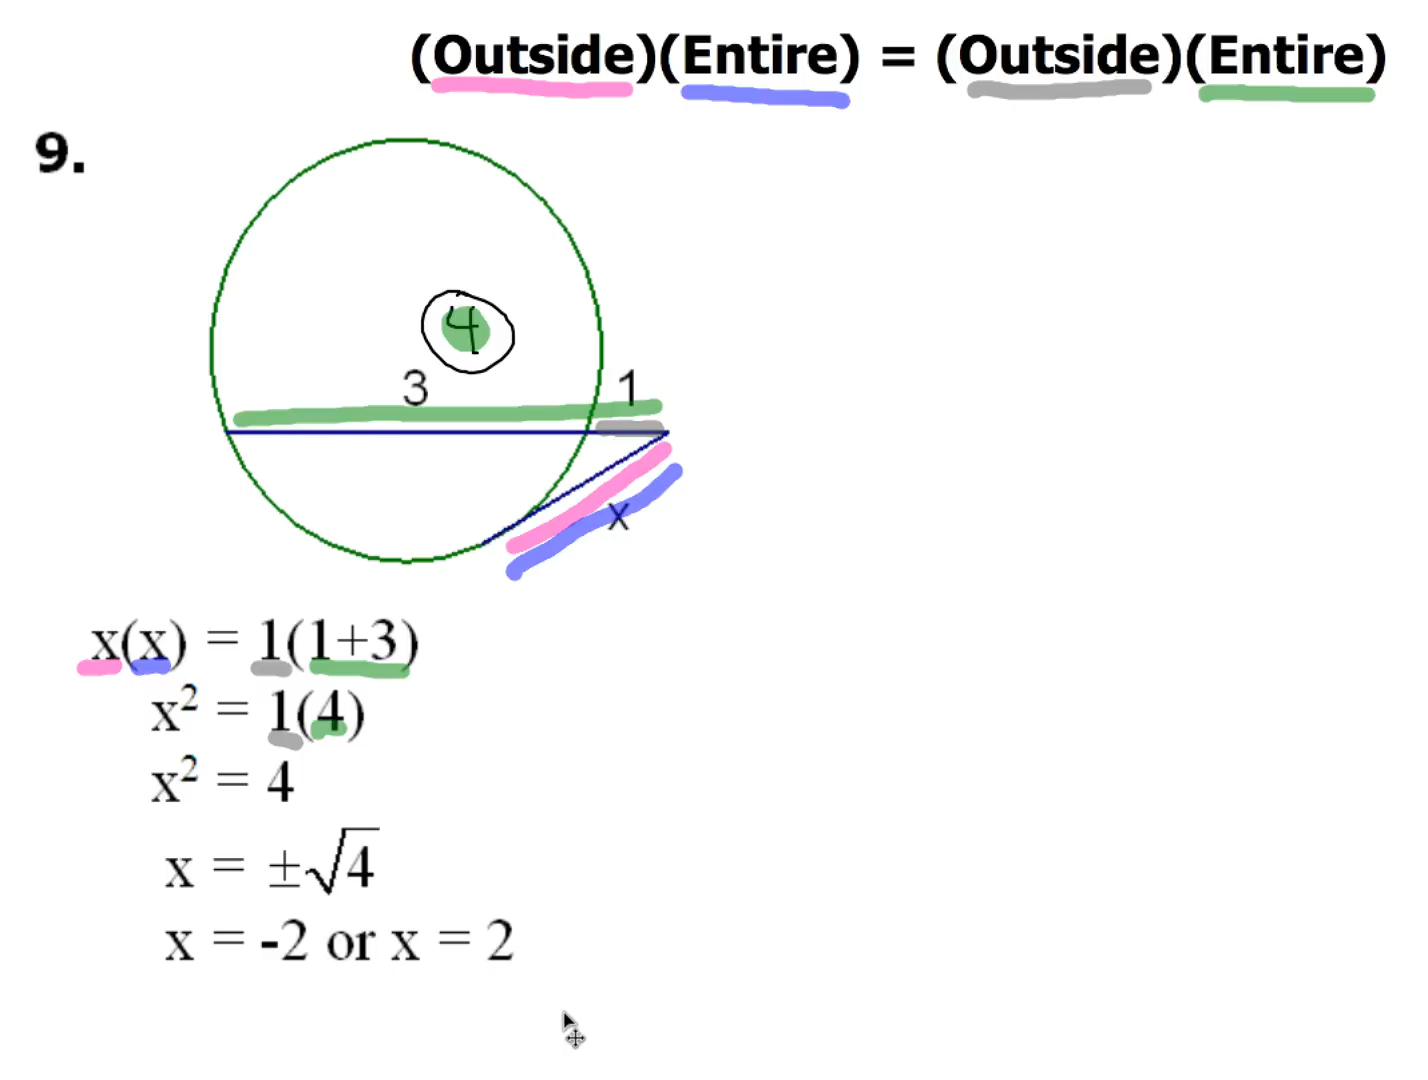 (Outside)(Entire) = (Outside)(Entire)
9.
4
3
1
x
x(x) = 1(1+3)
x² = 1(4)
x² = 4
x = ±√4
x = -2 or x = 2